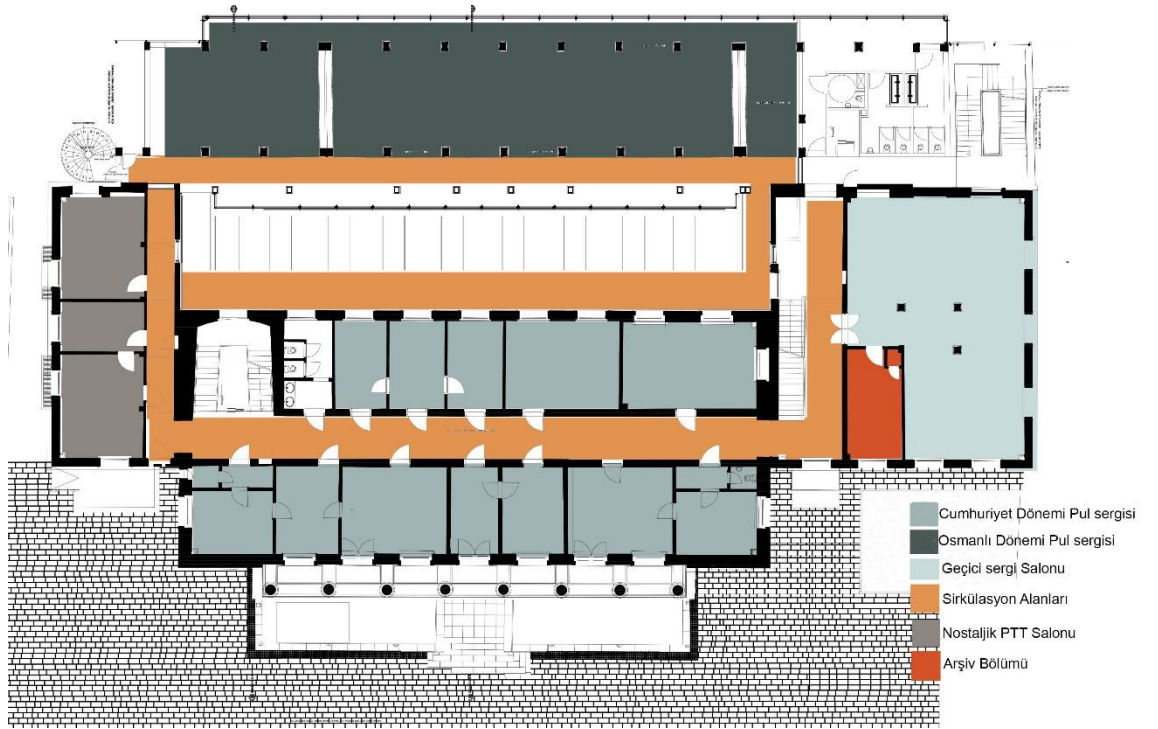 Cumhuriyet Dönemi Pul sergisi
Osmanlı Dönemi Pul sergisi
Geçici sergi Salonu
Sirkülasyon Alanları
Nostaljik PTT Salonu
Arşiv Bölümü